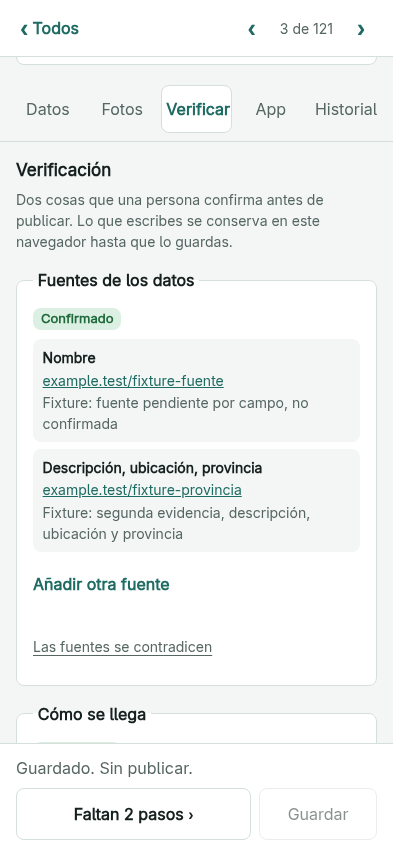 ‹ Todos
‹ 3 de 121 ›
Datos Fotos Verificar App Historial
Verificación
Dos cosas que una persona confirma antes de
publicar. Lo que escribes se conserva en este
navegador hasta que lo guardas.
Fuentes de los datos
Confirmado
Nombre
example.test/fixture-fuente
Fixture: fuente pendiente por campo, no
confirmada
Descripción, ubicación, provincia
example.test/fixture-provincia
Fixture: segunda evidencia, descripción,
ubicación y provincia
Añadir otra fuente
Las fuentes se contradicen
Cómo se llega
Guardado. Sin publicar.
Faltan 2 pasos ›
Guardar